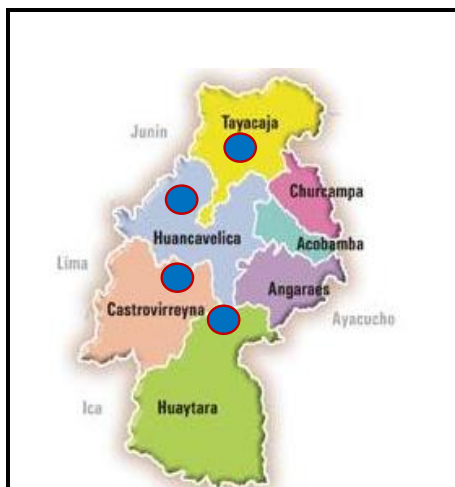 Tayacaja
Junin
Churcampa
Huancavelica
Acobamba
Lima
Angaraes
Castrovirreyna
Ayacucho
Ica
Huaytara